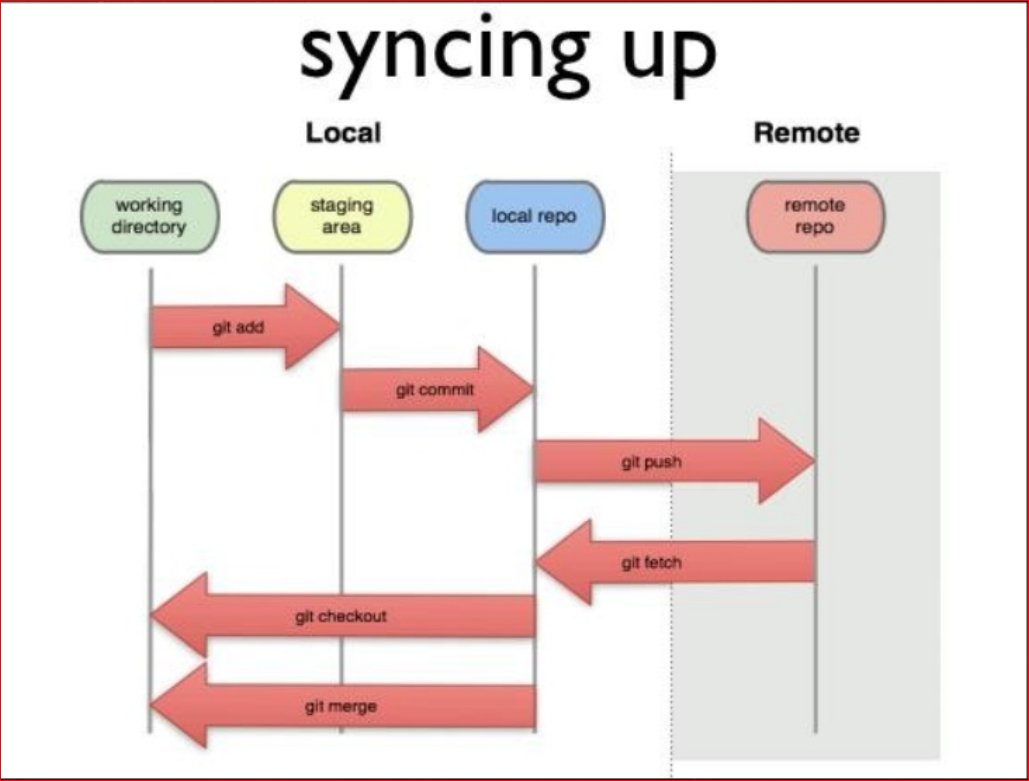 syncing up
Local
Remote
working
directory
staging
area
local repo
remote
repo
git add
git commit
git push
git fetch
git checkout
git merge